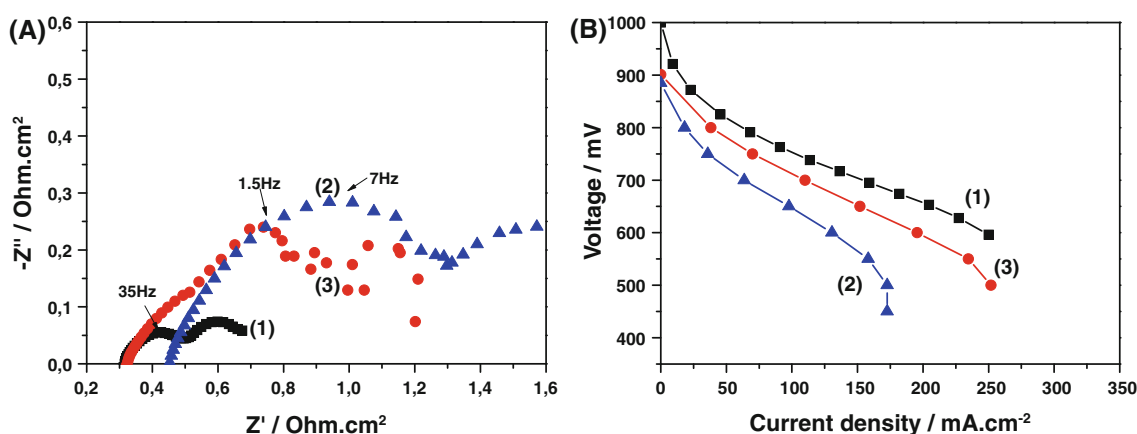 (A)
0,6
0,5
0,4
0,3
0,2
0,1
0,0
-Z'' / Ohm.cm²
35Hz
1.5Hz
(2)
7Hz
(3)
(1)
0,2 0,4 0,6 0,8 1,0 1,2 1,4 1,6
Z' / Ohm.cm²
(B)
1000
900
800
700
600
500
400
Voltage / mV
(1)
(3)
(2)
0 50 100 150 200 250 300 350
Current density / mA.cm⁻²